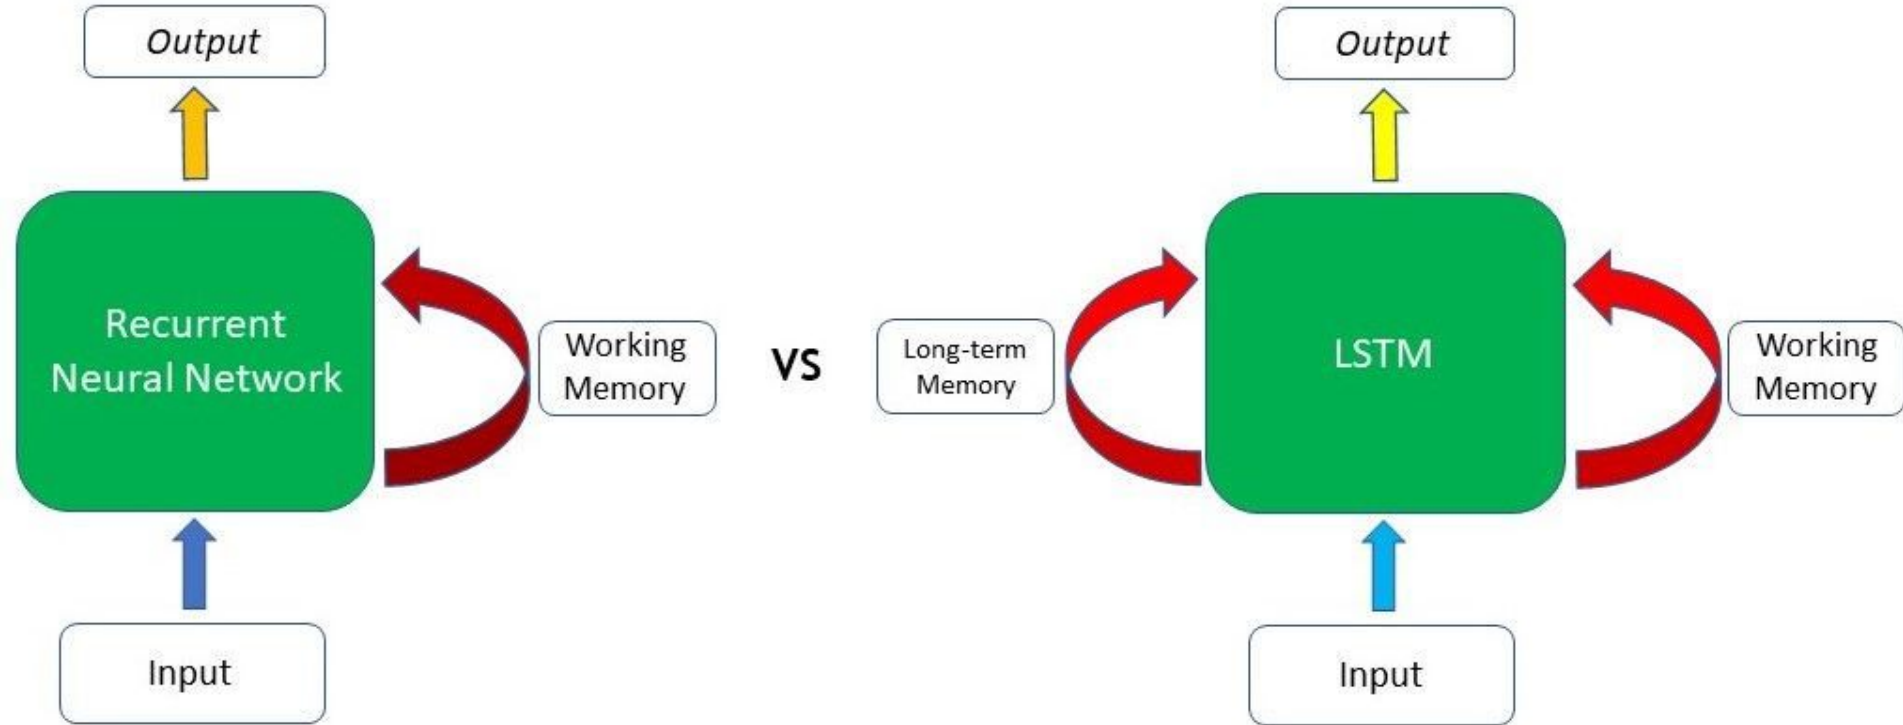 Output
Recurrent
Neural Network
Working
Memory
Input
VS
Output
Long-term
Memory
LSTM
Working
Memory
Input